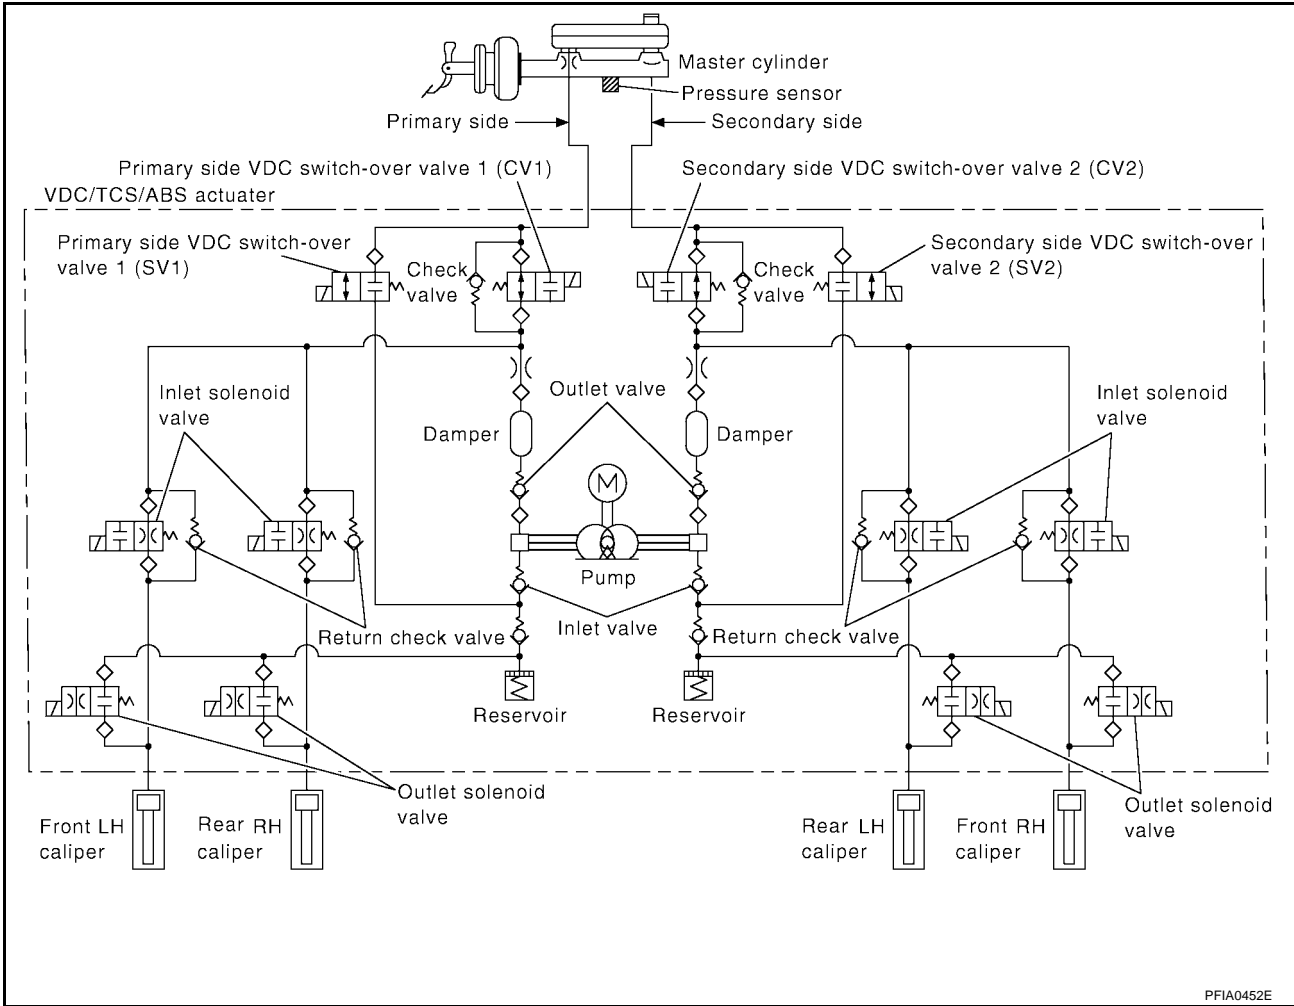 Master cylinder
Pressure sensor
Primary side
Secondary side
Primary side VDC switch-over valve 1 (CV1)
Secondary side VDC switch-over valve 2 (CV2)
VDC/TCS/ABS actuater
Primary side VDC switch-over
valve 1 (SV1)
Check
valve
Check
valve
Secondary side VDC switch-over
valve 2 (SV2)
Inlet solenoid
valve
Outlet valve
Inlet solenoid
valve
Damper
Damper
M
Pump
Return check valve
Inlet valve
Return check valve
Reservoir
Reservoir
Outlet solenoid
valve
Outlet solenoid
valve
Front LH
caliper
Rear RH
caliper
Rear LH
caliper
Front RH
caliper
PFIA0452E